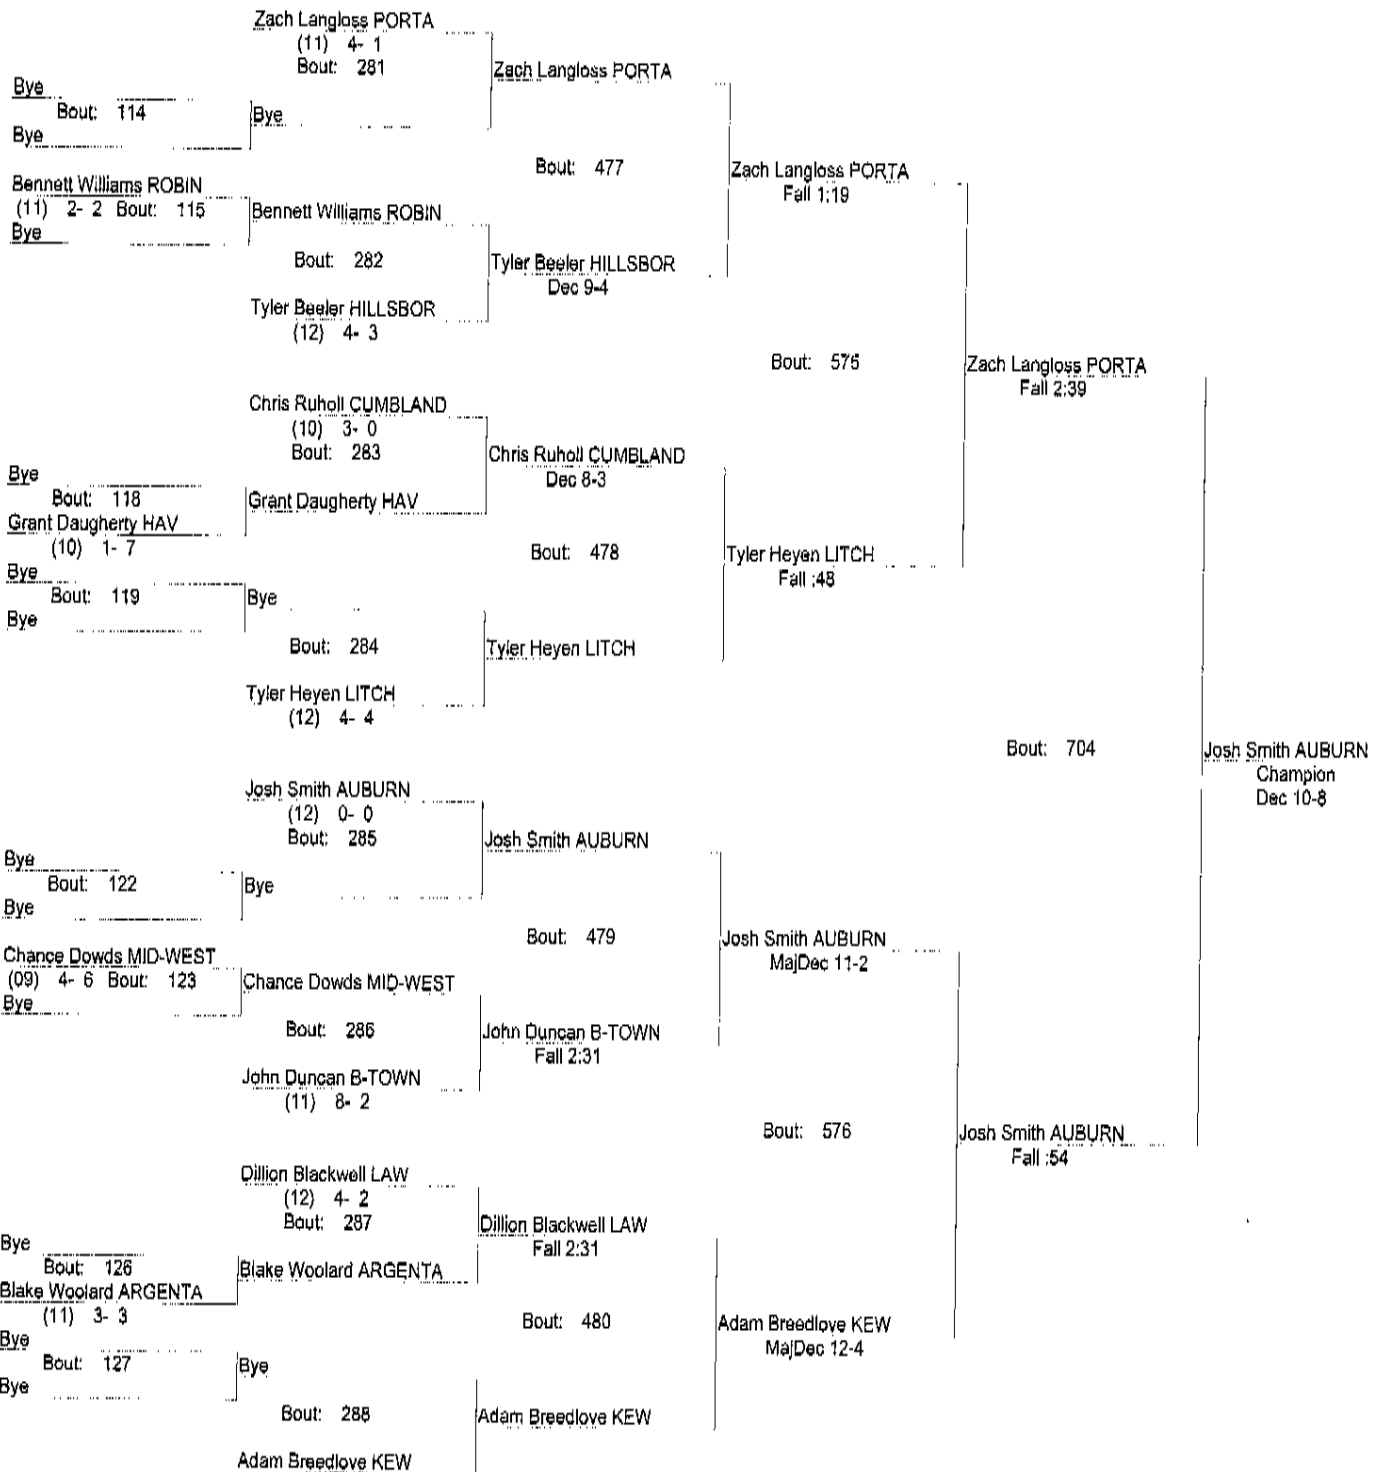 Zach Langloss PORTA
(11) 4- 1
Bout: 281
Zach Langloss PORTA
Bye
Bout: 114
Bye
Bye
Bout: 477
Zach Langloss PORTA
Fall 1:19
Bennett Williams ROBIN
(11) 2- 2 Bout: 115
Bye
Bennett Williams ROBIN
Bout: 282
Tyler Beeler HILLSBOR
Dec 9-4
Tyler Beeler HILLSBOR
(12) 4- 3
Bout: 575
Zach Langloss PORTA
Fall 2:39
Chris Ruholl CUMBLAND
(10) 3- 0
Bout: 283
Chris Ruholl CUMBLAND
Dec 8-3
Bye
Bout: 118
Grant Daugherty HAV
(10) 1- 7
Grant Daugherty HAV
Bout: 478
Tyler Heyen LITCH
Fall :48
Bye
Bout: 119
Bye
Bye
Bout: 284
Tyler Heyen LITCH
Tyler Heyen LITCH
(12) 4- 4
Bout: 704
Josh Smith AUBURN
Champion
Dec 10-8
Josh Smith AUBURN
(12) 0- 0
Bout: 285
Josh Smith AUBURN
Bye
Bout: 122
Bye
Bye
Bout: 479
Josh Smith AUBURN
MajDec 11-2
Chance Dowds MID-WEST
(09) 4- 6 Bout: 123
Bye
Chance Dowds MID-WEST
Bout: 286
John Duncan B-TOWN
Fall 2:31
John Duncan B-TOWN
(11) 8- 2
Bout: 576
Josh Smith AUBURN
Fall :54
Dillion Blackwell LAW
(12) 4- 2
Bout: 287
Dillion Blackwell LAW
Fall 2:31
Bye
Bout: 126
Blake Woolard ARGENTA
(11) 3- 3
Blake Woolard ARGENTA
Bout: 480
Adam Breedlove KEW
MajDec 12-4
Bye
Bout: 127
Bye
Bye
Bout: 288
Adam Breedlove KEW
Adam Breedlove KEW